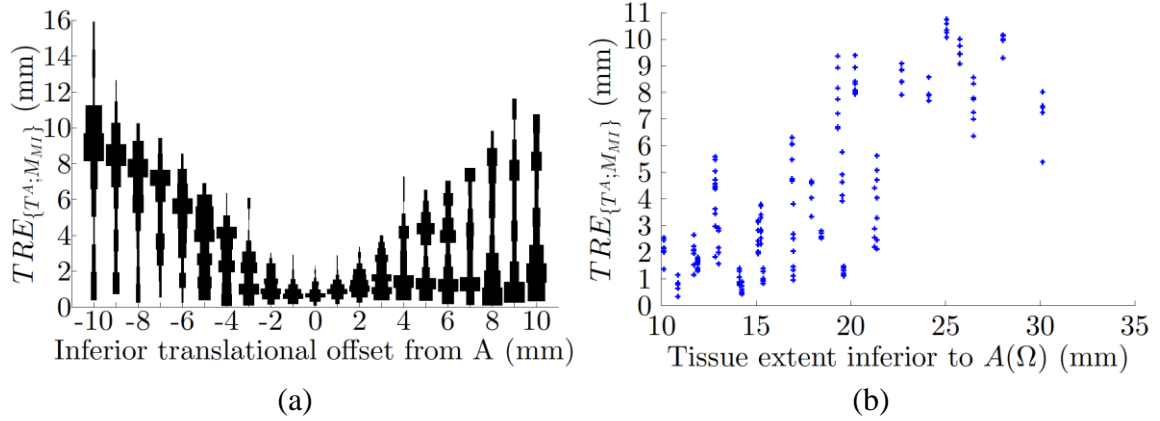 16
14
12
10
8
6
4
2
0
TRE{T^A;M_MI} (mm)
-10 -8 -6 -4 -2 0 2 4 6 8 10
Inferior translational offset from A (mm)
(a)
11
10
9
8
7
6
5
4
3
2
1
0
TRE{T^A;M_MI} (mm)
10 15 20 25 30 35
Tissue extent inferior to A(Ω) (mm)
(b)